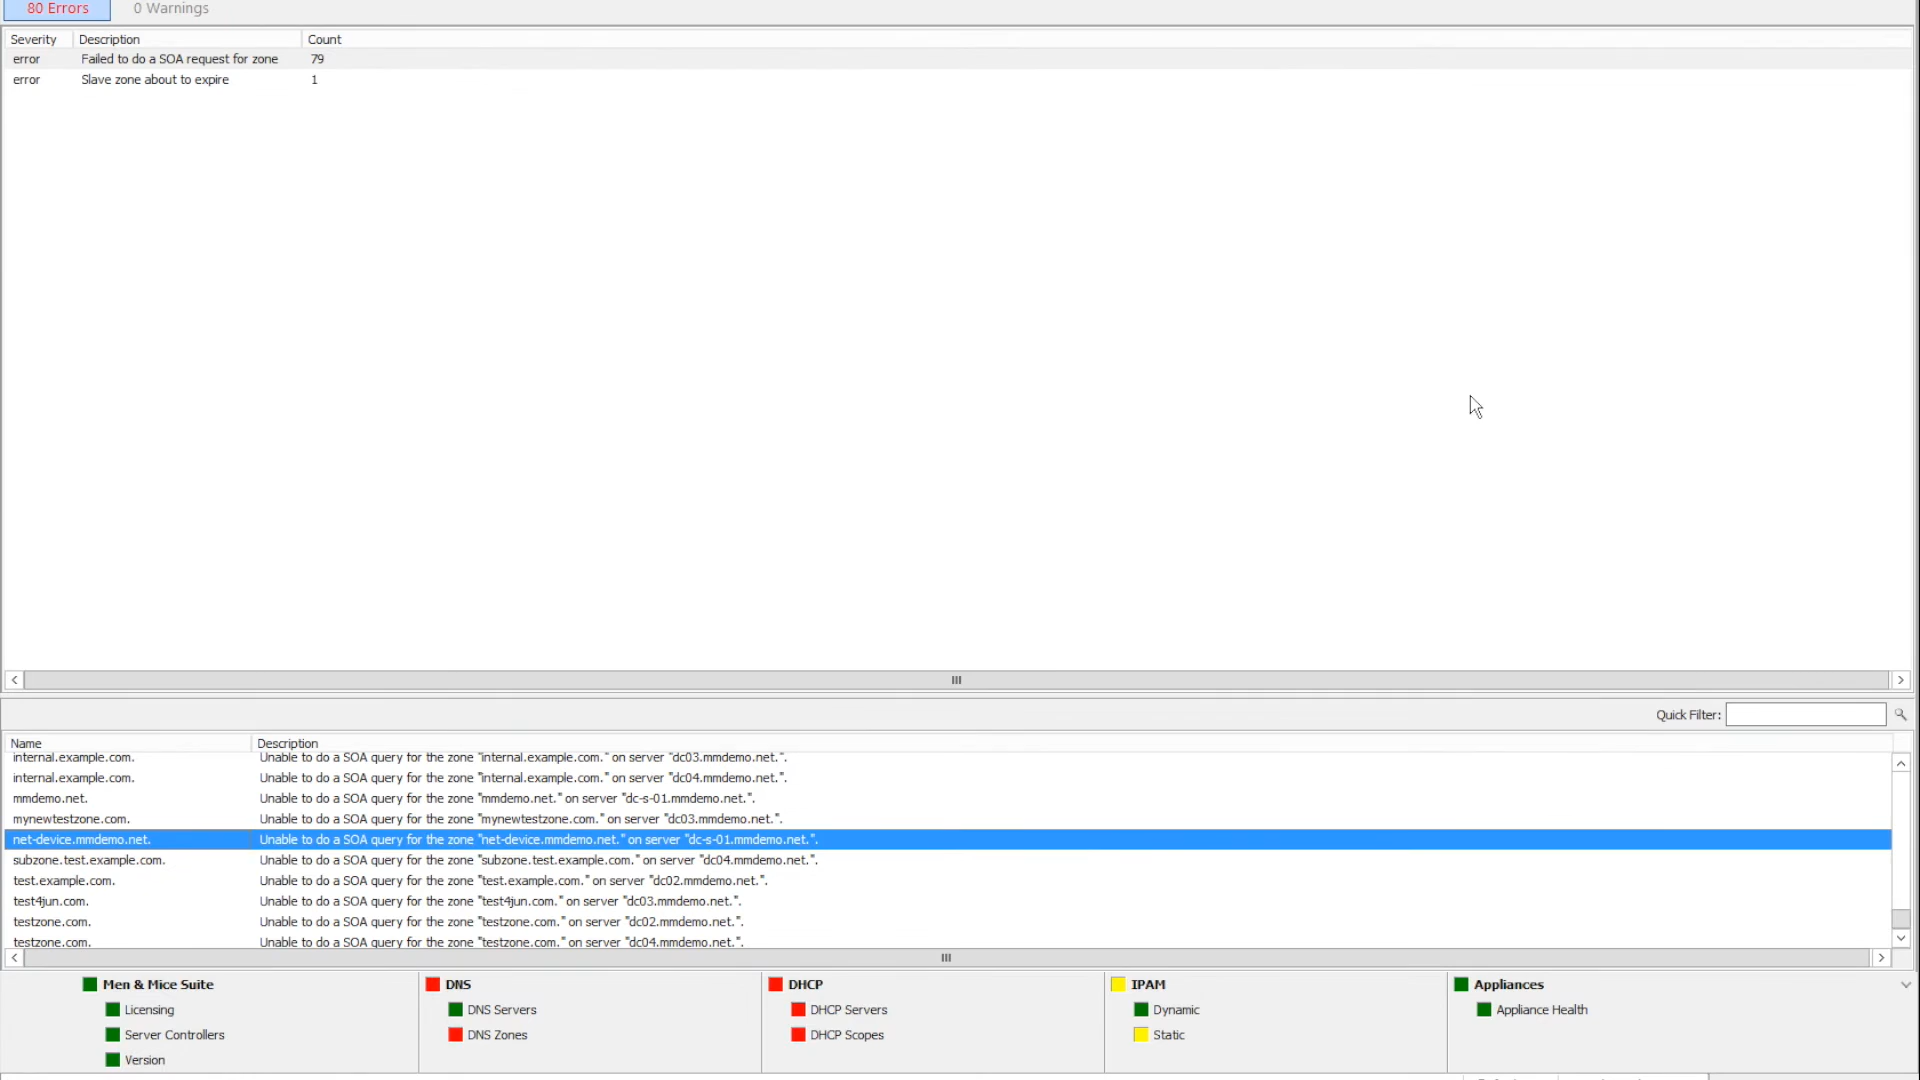 80 Errors 0 Warnings
Severity Description Count
error Failed to do a SOA request for zone 79
error Slave zone about to expire 1
Quick Filter:
Name Description
internal.example.com. Unable to do a SOA query for the zone "internal.example.com." on server "dc03.mmdemo.net.".
internal.example.com. Unable to do a SOA query for the zone "internal.example.com." on server "dc04.mmdemo.net.".
mmdemo.net. Unable to do a SOA query for the zone "mmdemo.net." on server "dc-s-01.mmdemo.net.".
mynewtestzone.com. Unable to do a SOA query for the zone "mynewtestzone.com." on server "dc03.mmdemo.net.".
net-device.mmdemo.net. Unable to do a SOA query for the zone "net-device.mmdemo.net." on server "dc-s-01.mmdemo.net.".
subzone.test.example.com. Unable to do a SOA query for the zone "subzone.test.example.com." on server "dc04.mmdemo.net.".
test.example.com. Unable to do a SOA query for the zone "test.example.com." on server "dc02.mmdemo.net.".
test4jun.com. Unable to do a SOA query for the zone "test4jun.com." on server "dc03.mmdemo.net.".
testzone.com. Unable to do a SOA query for the zone "testzone.com." on server "dc02.mmdemo.net.".
testzone.com. Unable to do a SOA query for the zone "testzone.com." on server "dc04.mmdemo.net.".
Men & Mice Suite
Licensing
Server Controllers
Version
DNS
DNS Servers
DNS Zones
DHCP
DHCP Servers
DHCP Scopes
IPAM
Dynamic
Static
Appliances
Appliance Health